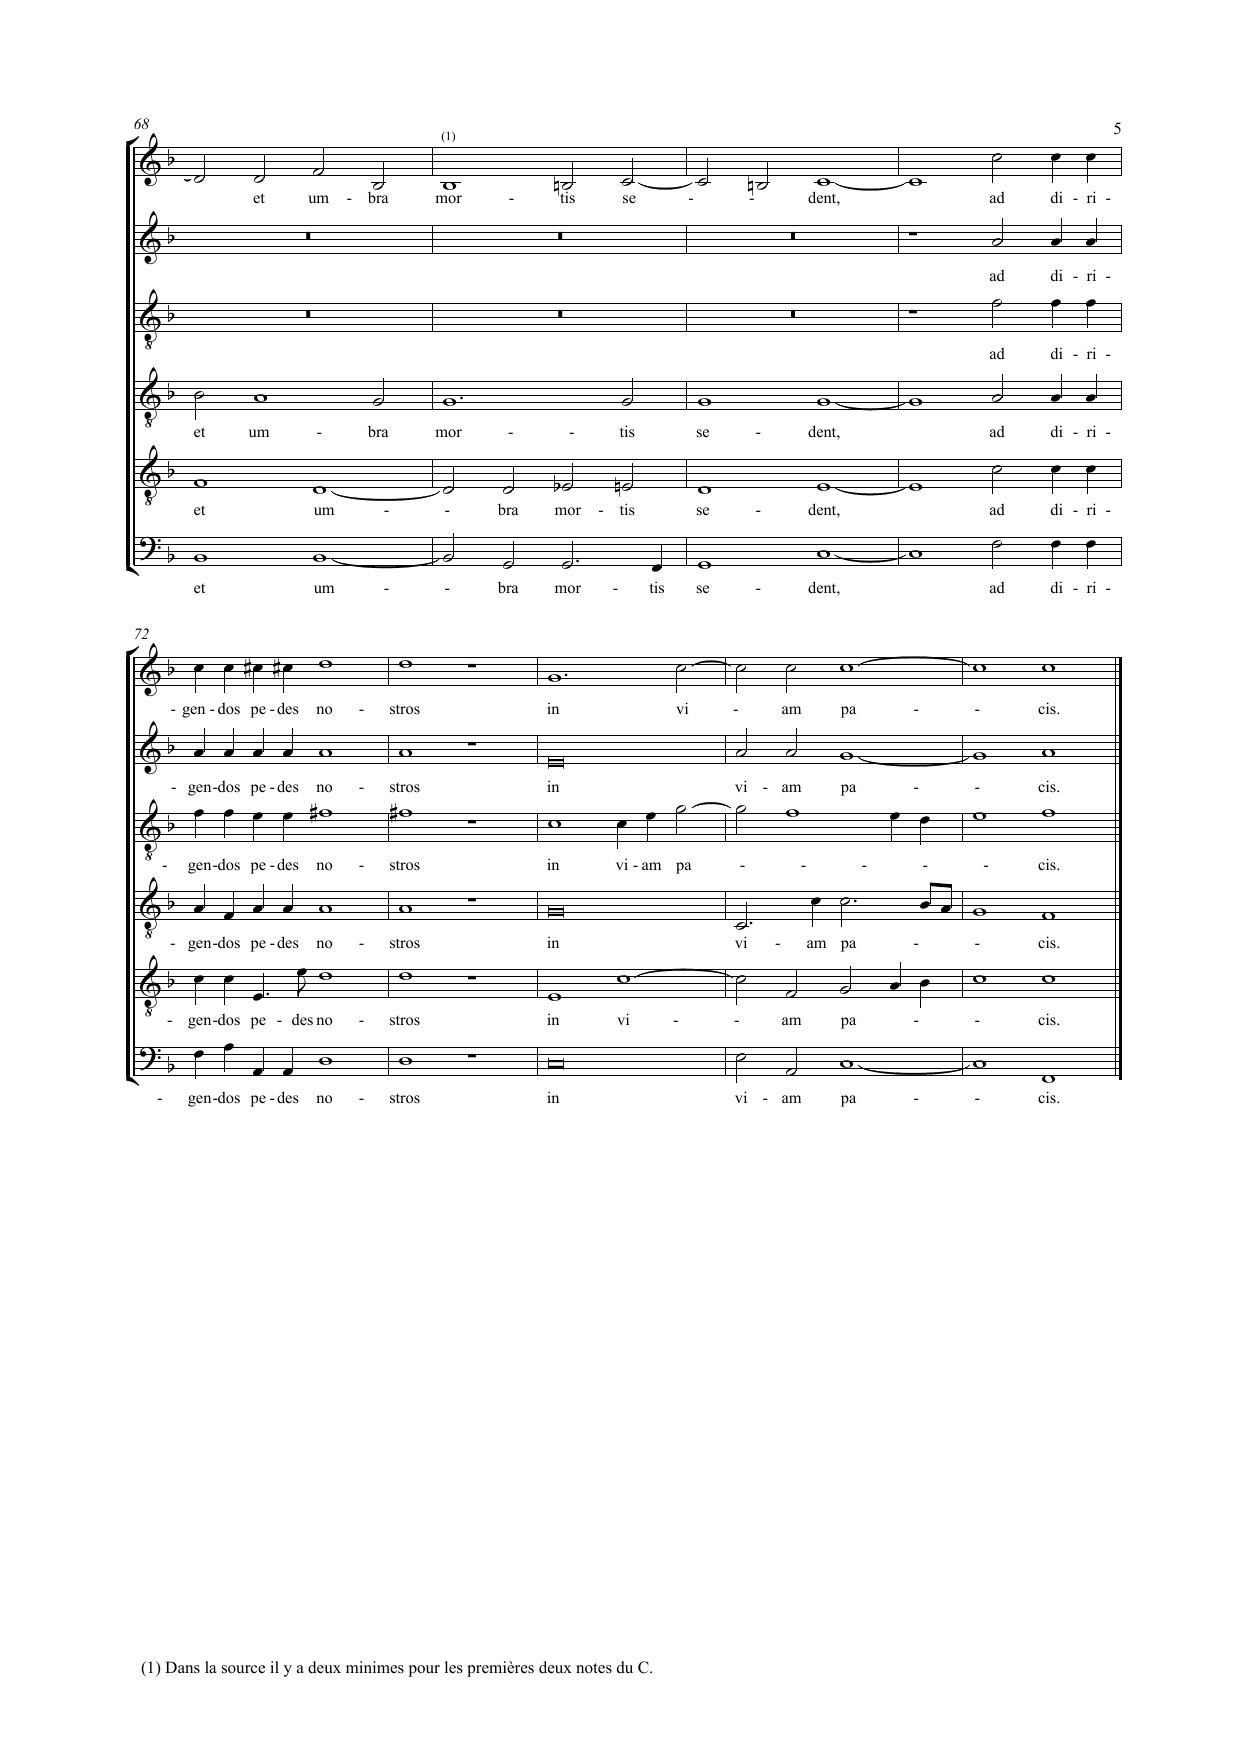 68
(1)
5
et um - bra mor - tis se - - dent, ad di - ri -
ad di - ri -
ad di - ri -
et um - bra mor - - tis se - dent, ad di - ri -
et um - - bra mor - tis se - dent, ad di - ri -
et um - - bra mor - tis se - dent, ad di - ri -
72
- gen - dos pe - des no - stros in vi - am pa - - cis.
- gen - dos pe - des no - stros in vi - am pa - - cis.
- gen - dos pe - des no - stros in vi - am pa - - - - - cis.
- gen - dos pe - des no - stros in vi - am pa - - cis.
- gen - dos pe - des no - stros in vi - - am pa - - cis.
- gen - dos pe - des no - stros in vi - am pa - - cis.
(1) Dans la source il y a deux minimes pour les premières deux notes du C.